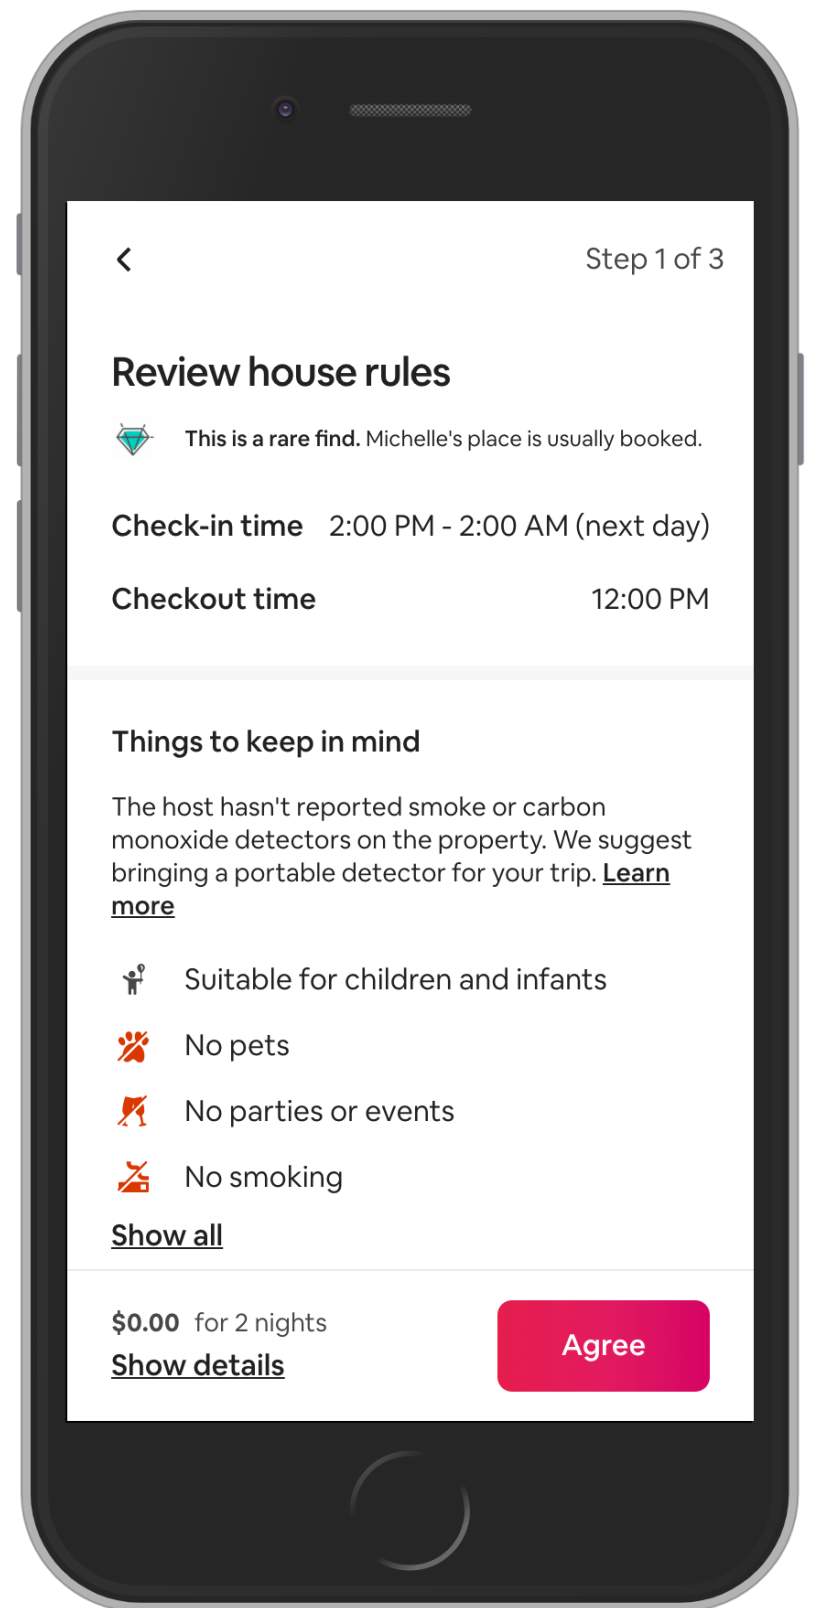 Step 1 of 3
Review house rules
This is a rare find. Michelle's place is usually booked.
Check-in time 2:00 PM - 2:00 AM (next day)
Checkout time 12:00 PM
Things to keep in mind
The host hasn't reported smoke or carbon
monoxide detectors on the property. We suggest
bringing a portable detector for your trip. Learn
more
Suitable for children and infants
No pets
No parties or events
No smoking
Show all
$0.00 for 2 nights
Show details
Agree